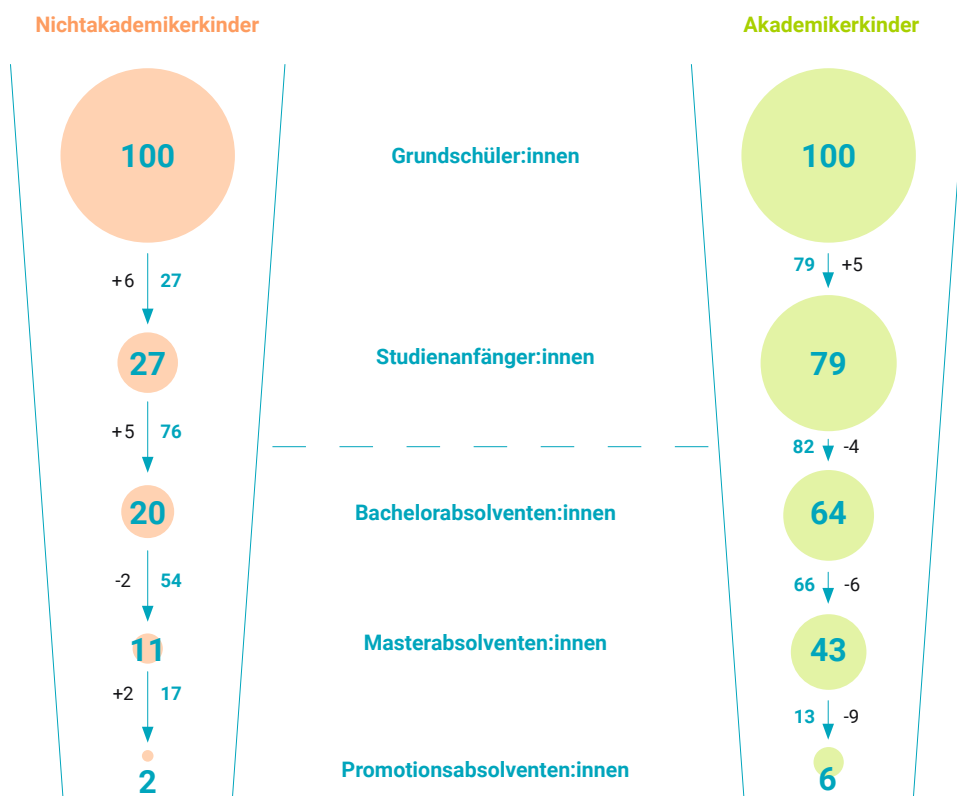 Nichtakademikerkinder
Akademikerkinder
100
Grundschüler:innen
100
+6 27
79 +5
27
Studienanfänger:innen
79
+5 76
82 -4
20
Bachelorabsolventen:innen
64
-2 54
66 -6
11
Masterabsolventen:innen
43
+2 17
13 -9
2
Promotionsabsolventen:innen
6